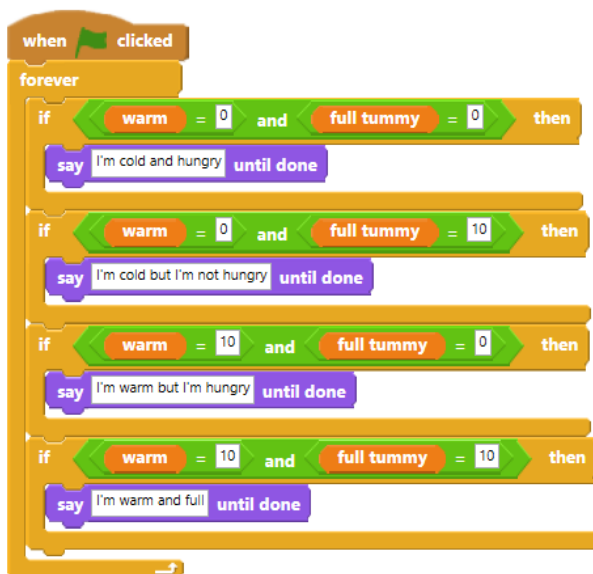 when clicked
forever
if warm = 0 and full tummy = 0 then
say I'm cold and hungry until done
if warm = 0 and full tummy = 10 then
say I'm cold but I'm not hungry until done
if warm = 10 and full tummy = 0 then
say I'm warm but I'm hungry until done
if warm = 10 and full tummy = 10 then
say I'm warm and full until done